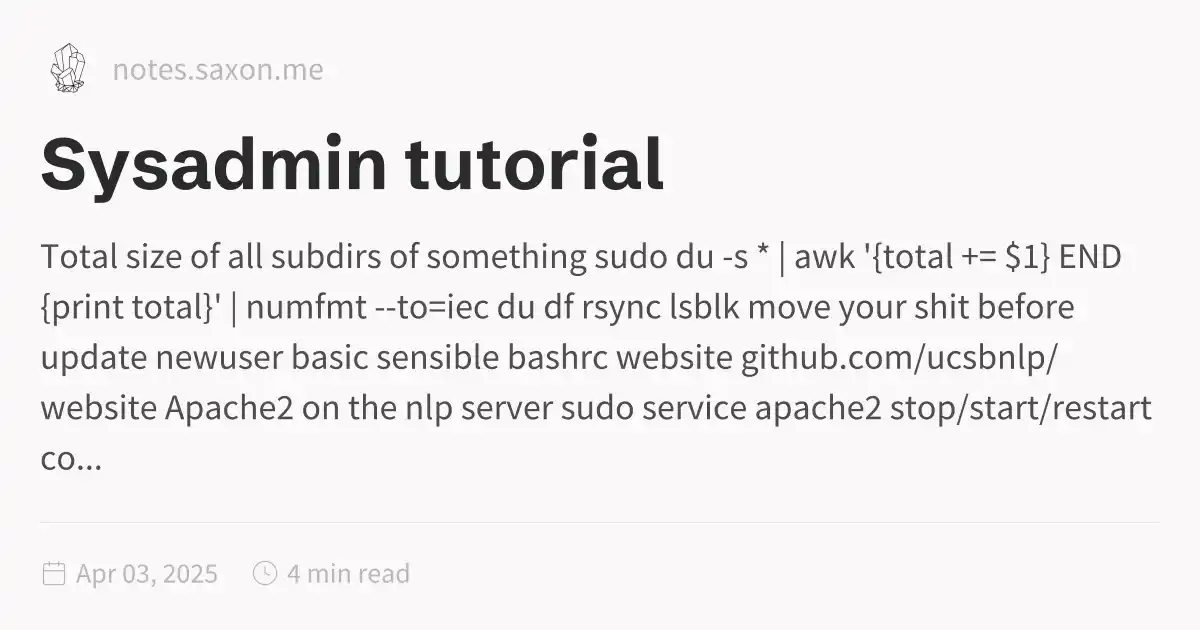 notes.saxon.me
Sysadmin tutorial
Total size of all subdirs of something sudo du -s * | awk '{total += $1} END
{print total}' | numfmt --to=iec du df rsync lsblk move your shit before
update newuser basic sensible bashrc website github.com/ucsbnlp/
website Apache2 on the nlp server sudo service apache2 stop/start/restart
co...
Apr 03, 2025 4 min read